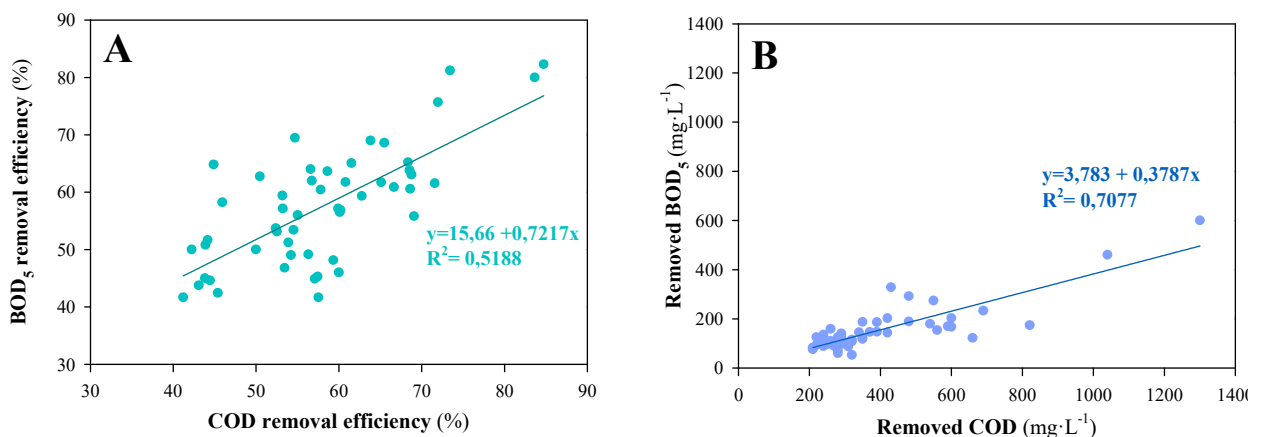 A
BOD5 removal efficiency (%)
90
80
70
60
50
40
30
y=15,66 +0,7217x
R2= 0,5188
30 40 50 60 70 80 90
COD removal efficiency (%)
B
Removed BOD5 (mg·L-1)
1400
1200
1000
800
600
400
200
0
y=3,783 + 0,3787x
R2= 0,7077
0 200 400 600 800 1000 1200 1400
Removed COD (mg·L-1)